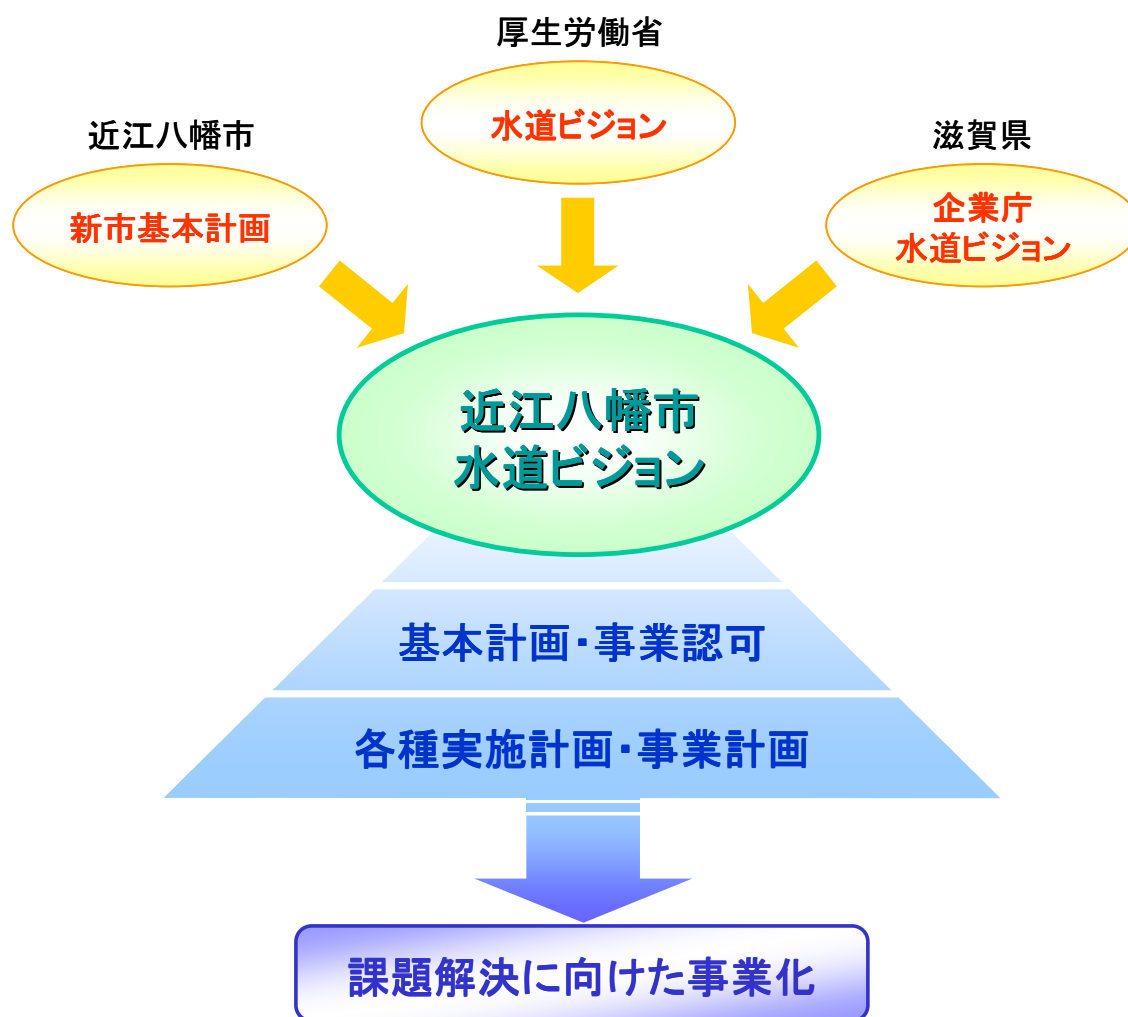 厚生労働省
水道ビジョン
近江八幡市
新市基本計画
滋賀県
企業庁
水道ビジョン
近江八幡市
水道ビジョン
基本計画・事業認可
各種実施計画・事業計画
課題解決に向けた事業化